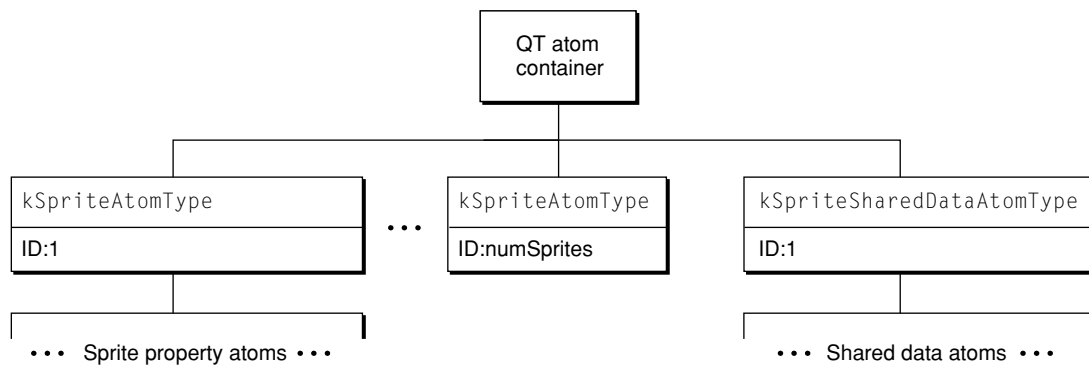 QT atom
container
kSpriteAtomType
ID:1
•••
kSpriteAtomType
ID:numSprites
kSpriteSharedDataAtomType
ID:1
••• Sprite property atoms •••
••• Shared data atoms •••